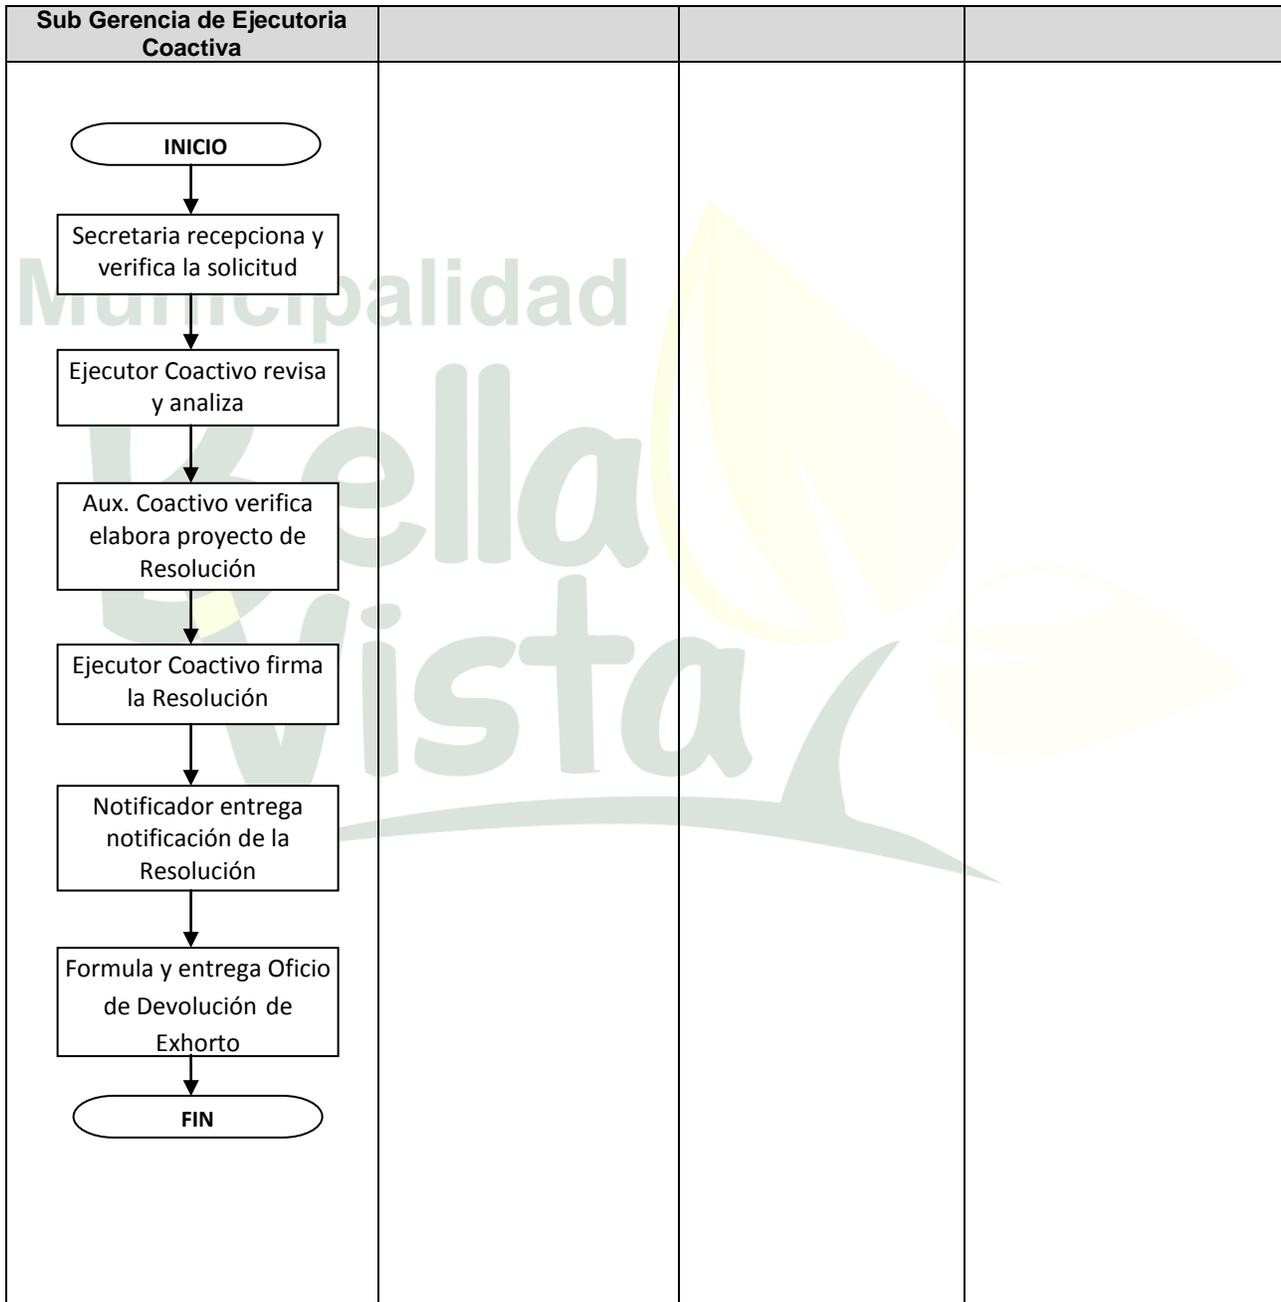 Sub Gerencia de Ejecutoria
Coactiva
INICIO
Secretaria recepciona y
verifica la solicitud
Municipalidad
Ejecutor Coactivo revisa
y analiza
Bella
Aux. Coactivo verifica
elabora proyecto de
Resolución
Vista
Ejecutor Coactivo firma
la Resolución
Notificador entrega
notificación de la
Resolución
Formula y entrega Oficio
de Devolución de
Exhorto
FIN